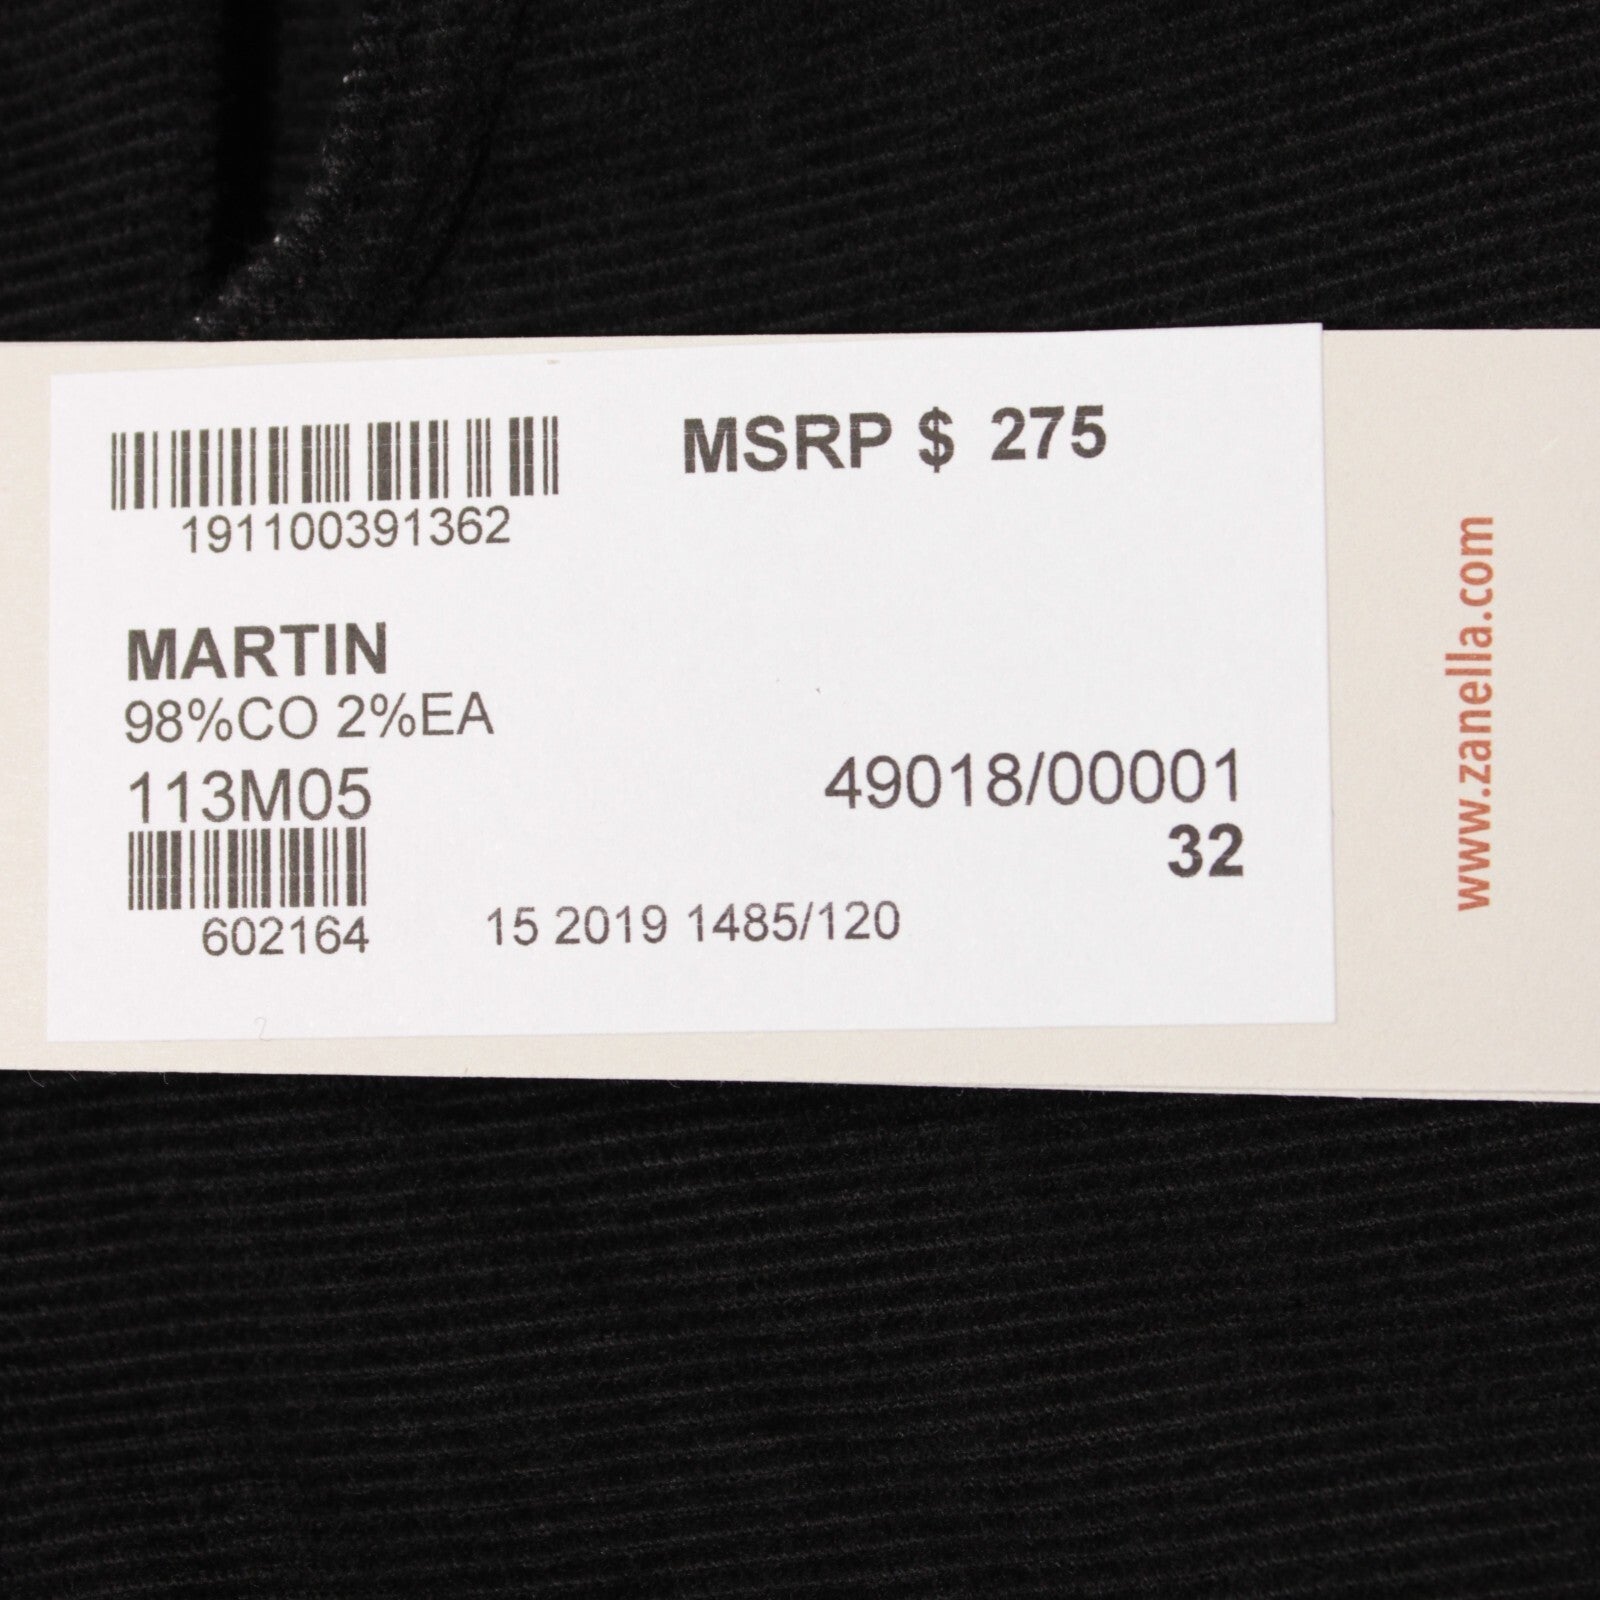 MSRP $ 275
191100391362
MARTIN
98%CO 2%EA
113M05
49018/00001
32
602164
15 2019 1485/120
www.zanella.com